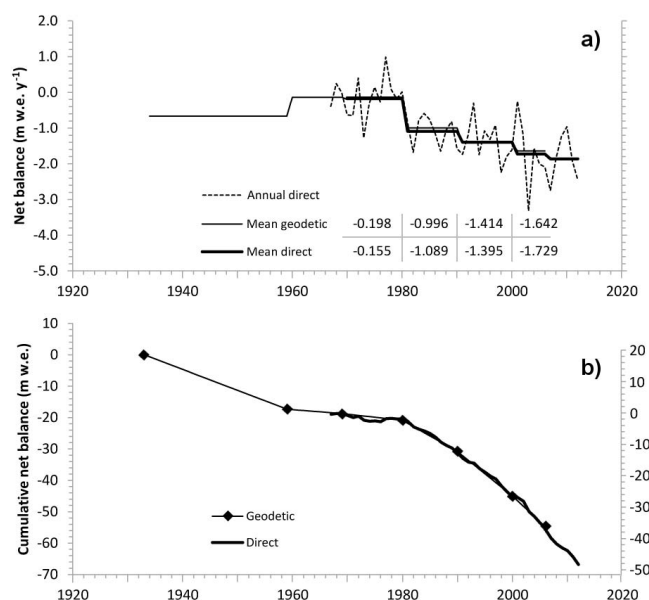 a)
2.0
1.0
0.0
-1.0
-2.0
-3.0
-4.0
-5.0
Net balance (m w.e. y-1)
Annual direct
Mean geodetic -0.198 -0.996 -1.414 -1.642
Mean direct -0.155 -1.089 -1.395 -1.729
1920 1940 1960 1980 2000 2020
b)
10
0
-10
-20
-30
-40
-50
-60
-70
Cumulative net balance (m w.e.)
20
10
0
-10
-20
-30
-40
-50
Geodetic
Direct
1920 1940 1960 1980 2000 2020